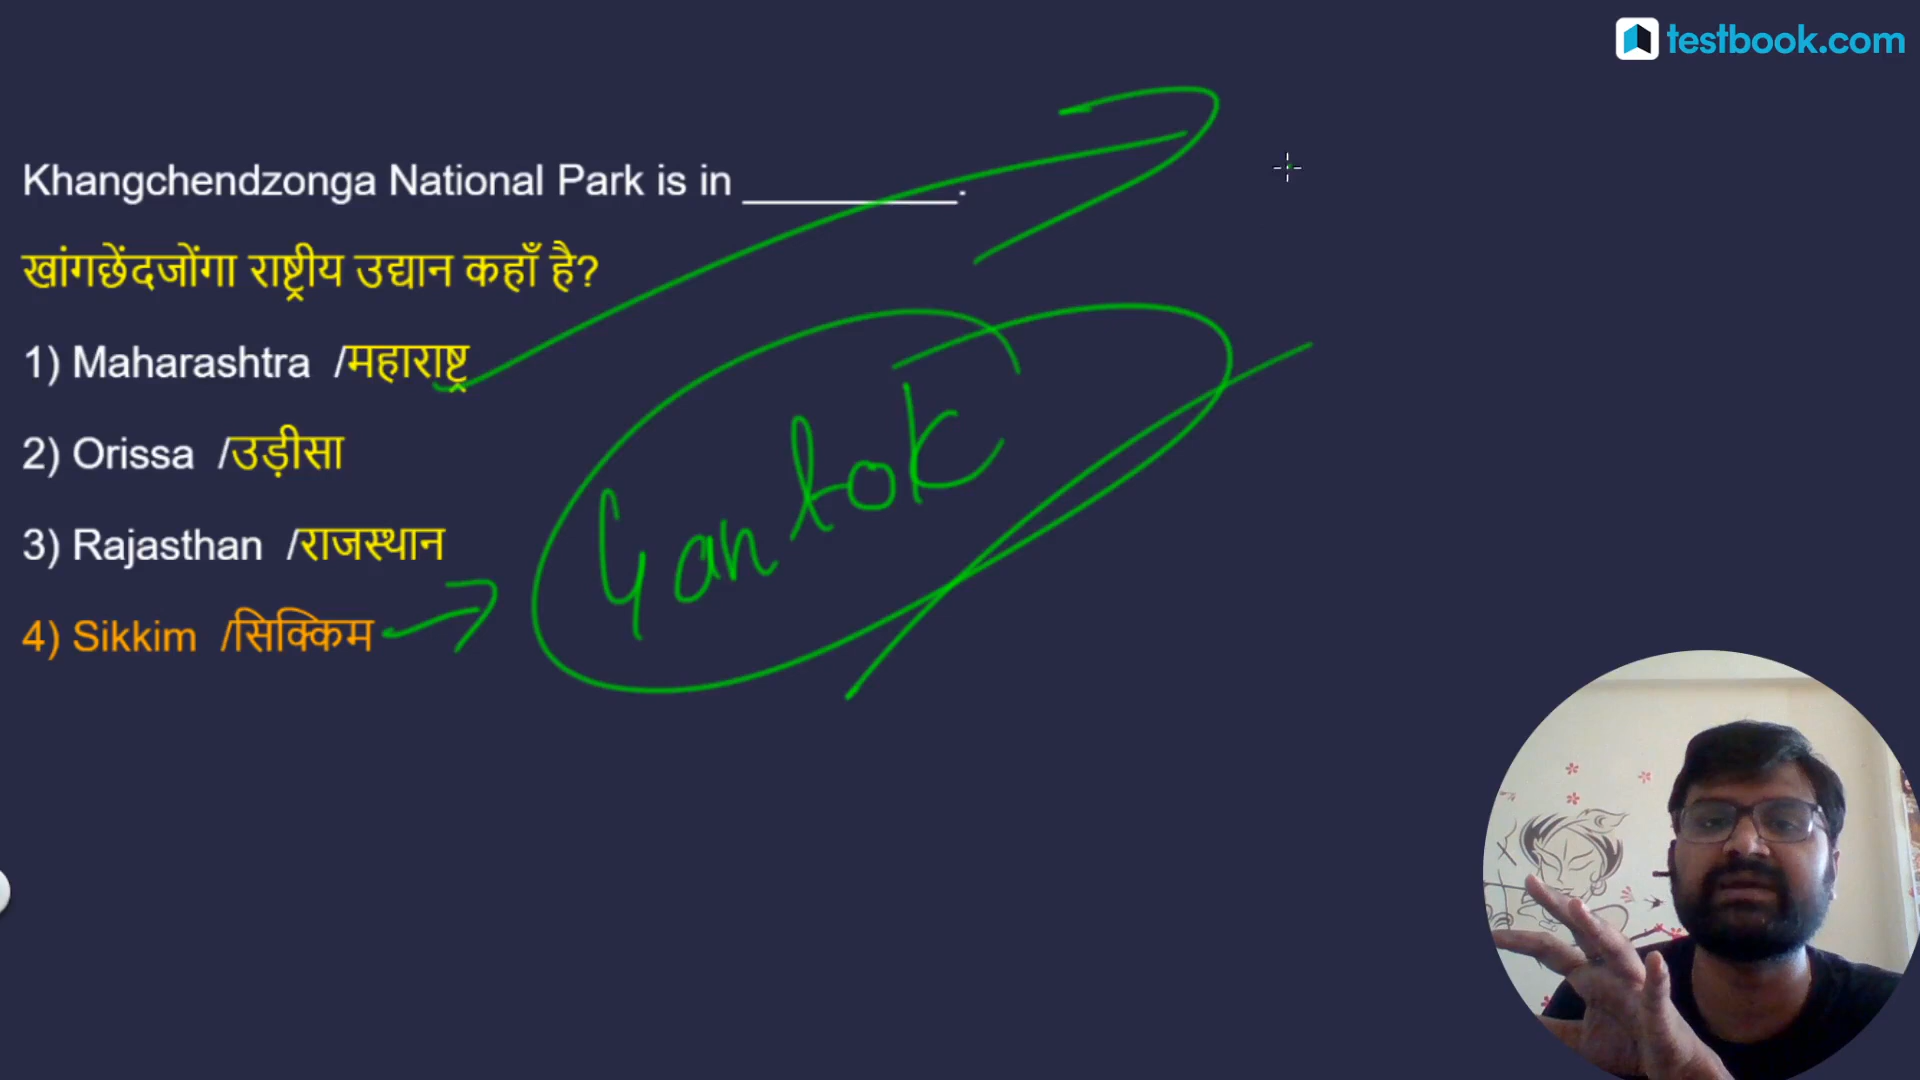 testbook.com
Khangchendzonga National Park is in _________.
खांगछेंदजोंगा राष्ट्रीय उद्यान कहाँ है?
1) Maharashtra /महाराष्ट्र
2) Orissa /उड़ीसा
3) Rajasthan /राजस्थान
4) Sikkim /सिक्किम
Gantok